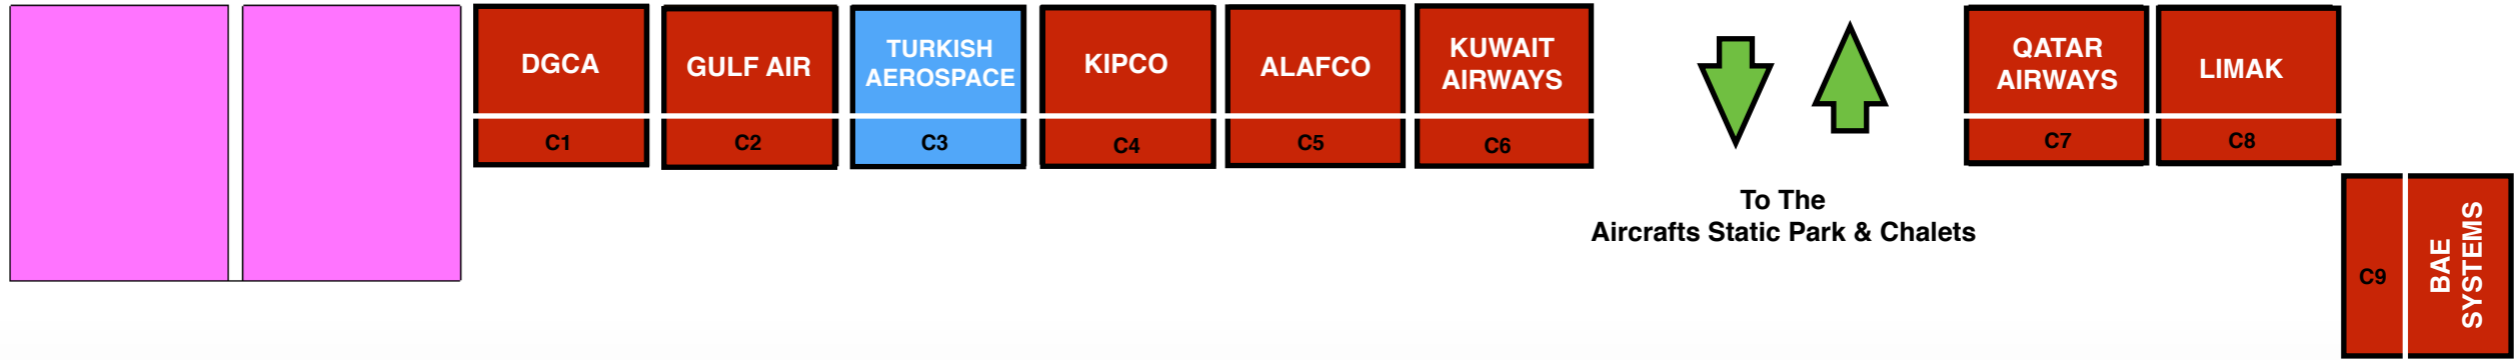 DGCA
C1
GULF AIR
C2
TURKISH
AEROSPACE
C3
KIPCO
C4
ALAFCO
C5
KUWAIT
AIRWAYS
C6
To The
Aircrafts Static Park & Chalets
QATAR
AIRWAYS
C7
LIMAK
C8
C9
BAE
SYSTEMS